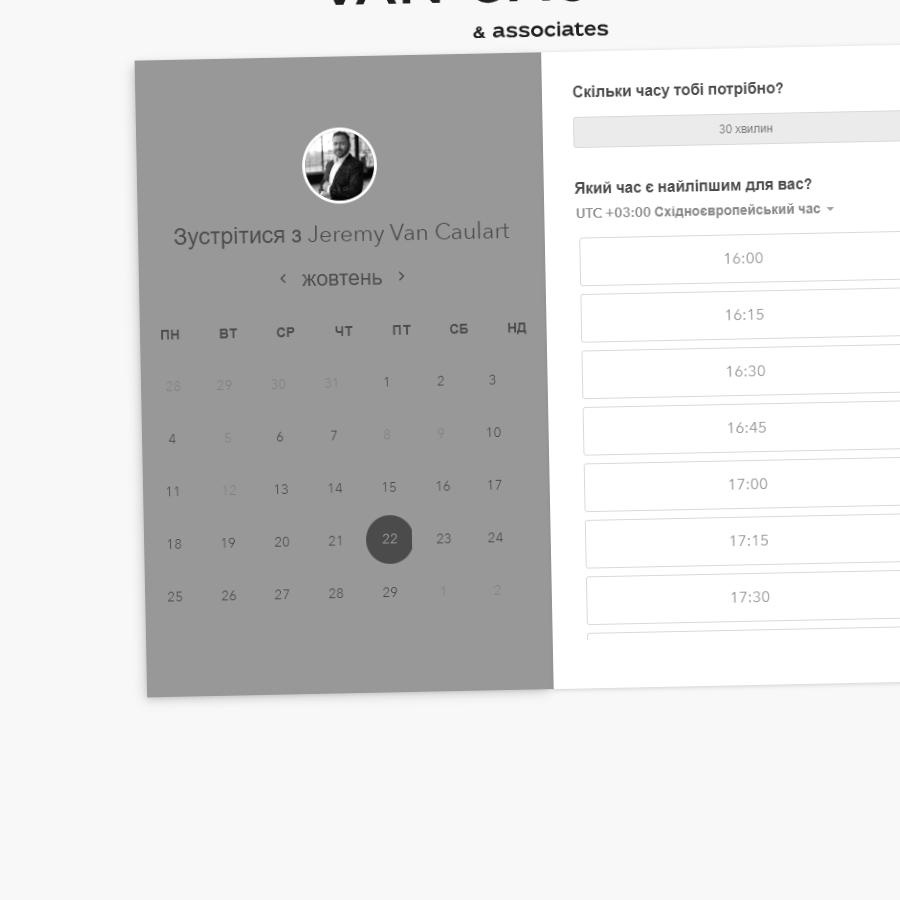 & associates
Зустрітися з Jeremy Van Caulart
жовтень
ПН ВТ СР ЧТ ПТ СБ НД
28 29 30 31 1 2 3
4 5 6 7 8 9 10
11 12 13 14 15 16 17
18 19 20 21 22 23 24
25 26 27 28 29 1 2
Скільки часу тобі потрібно?
30 хвилин
Який час є найліпшим для вас?
UTC +03:00 Східноєвропейський час
16:00
16:15
16:30
16:45
17:00
17:15
17:30